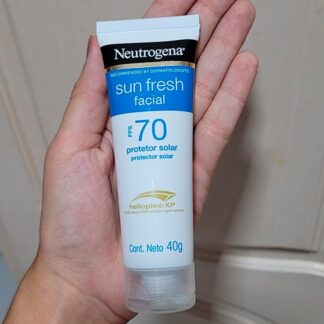 Neutrogena®
RECOMMENDED BY DERMATOLOGISTS
sun fresh
facial
FPS 70
protetor solar
protector solar
helioplex-XP
Cont. Neto 40g